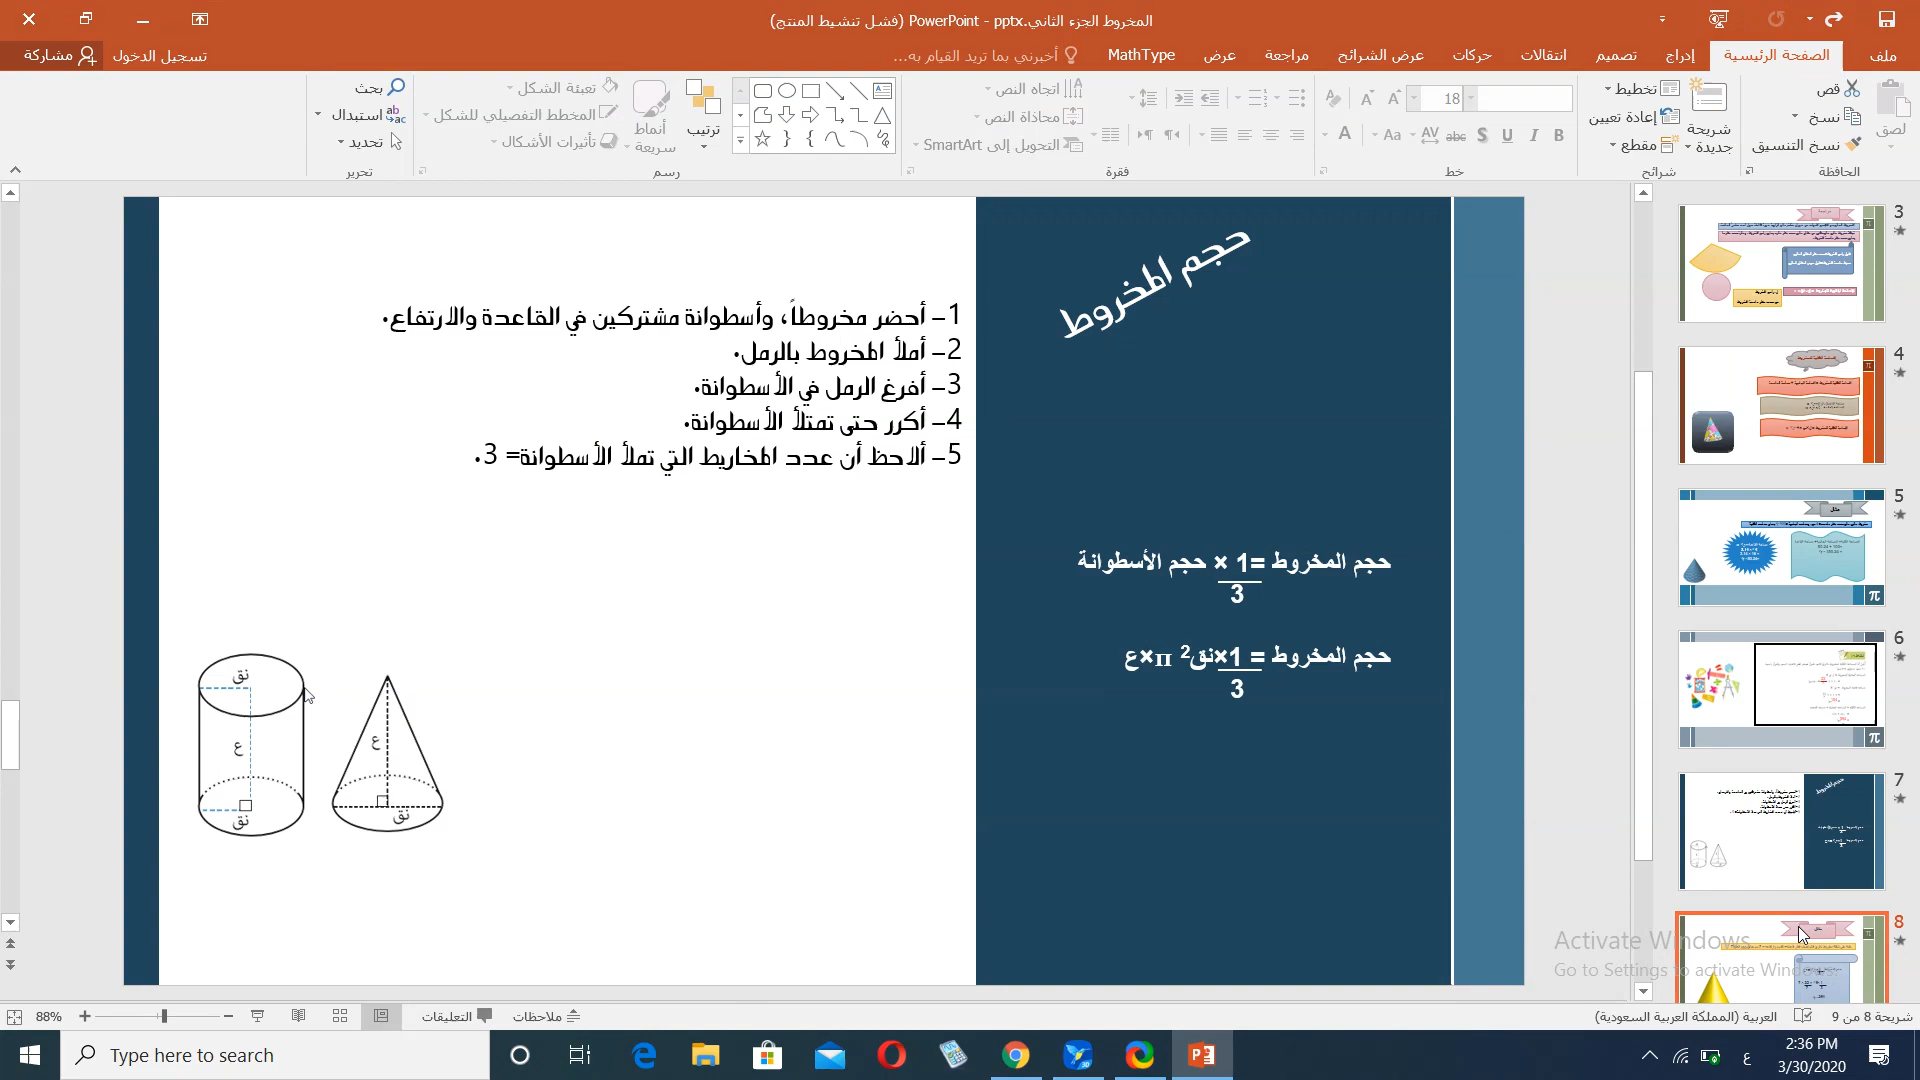 المخروط الجزء الثاني.pptx - PowerPoint (فشل تنشيط المنتج)
ملف
الصفحة الرئيسية
إدراج
تصميم
انتقالات
حركات
عرض الشرائح
مراجعة
عرض
MathType
أخبرني بما تريد القيام به...
تسجيل الدخول
مشاركة
لصق
قص
نسخ
نسخ التنسيق
الحافظة
شريحة جديدة
تخطيط
إعادة تعيين
مقطع
شرائح
18
خط
اتجاه النص
محاذاة النص
التحويل إلى SmartArt
فقرة
ترتيب
أنماط سريعة
تعبئة الشكل
المخطط التفصيلي للشكل
تأثيرات الأشكال
رسم
بحث
استبدال
تحديد
تحرير
حجم المخروط
1- أحضر مخروطاً، وأسطوانة مشتركين في القاعدة والارتفاع.
2- أملأ المخروط بالرمل.
3- أفرغ الرمل في الأسطوانة.
4- أكرر حتى تمتلأ الأسطوانة.
5- ألاحظ أن عدد المخاريط التي تملأ الأسطوانة= 3.
حجم المخروط =1 × حجم الأسطوانة
3
حجم المخروط = 1×نق2 π×ع
3
نق
ع
نق
ع
نق
3
4
5
6
7
8
Activate Windows
Go to Settings to activate Windows.
شريحة 8 من 9
العربية (المملكة العربية السعودية)
ملاحظات
التعليقات
88%
Type here to search
ع
2:36 PM
3/30/2020